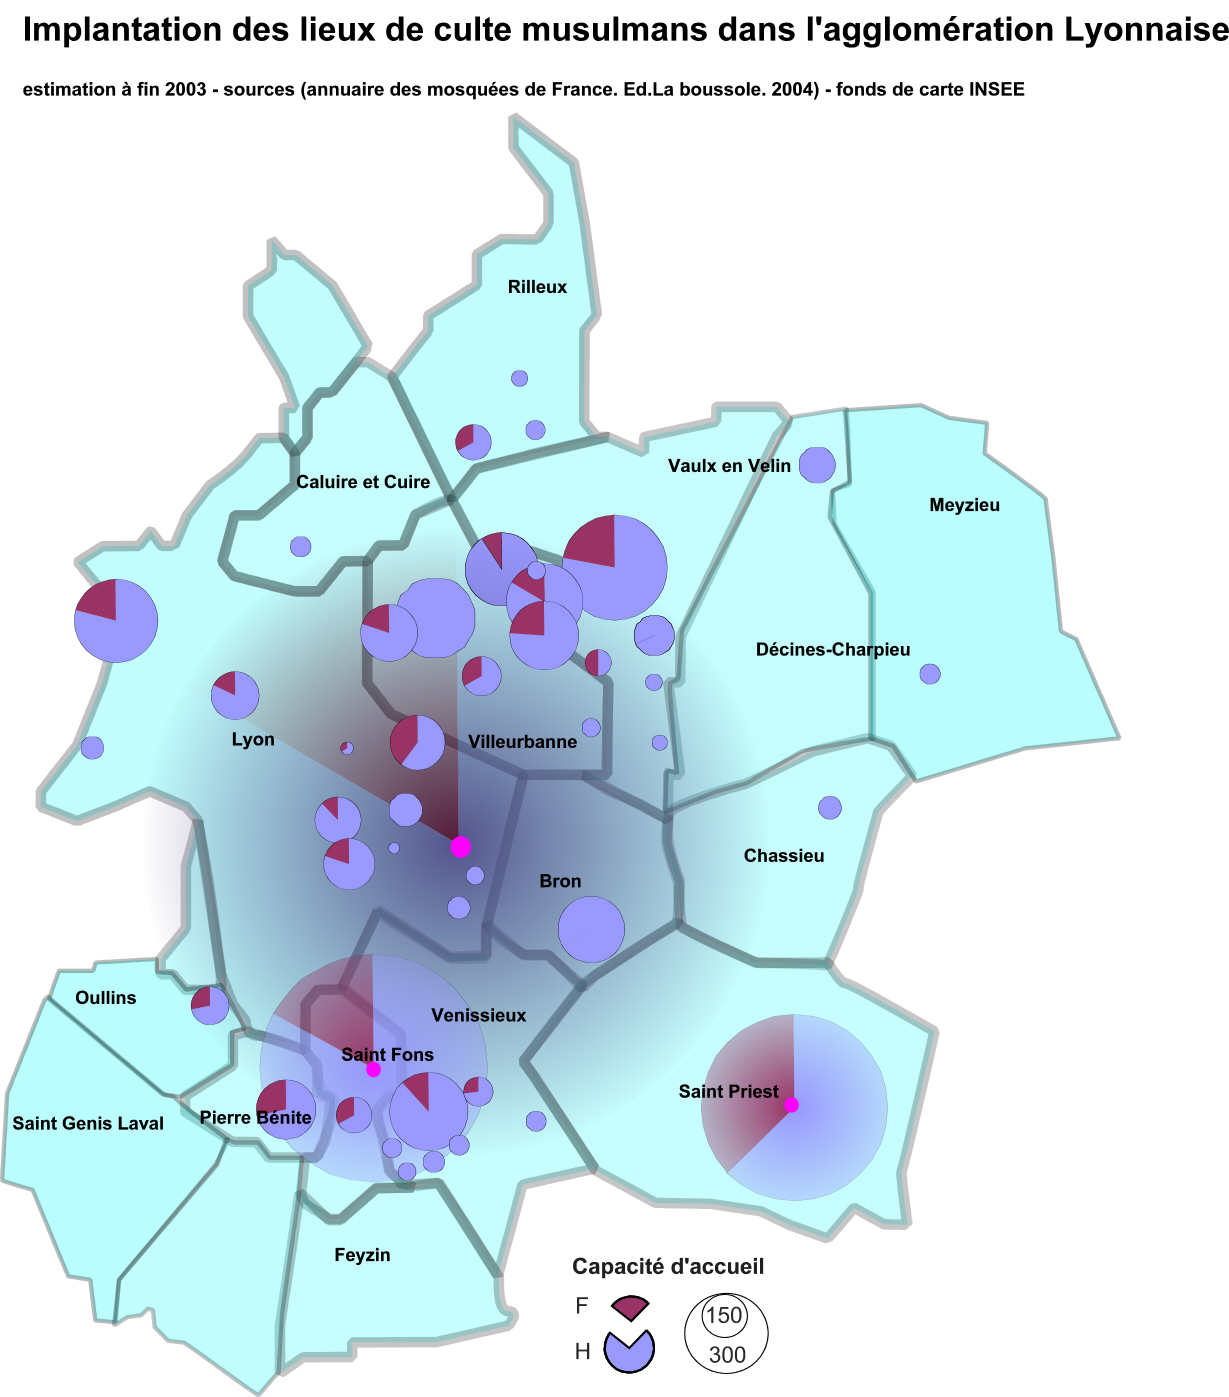 Implantation des lieux de culte musulmans dans l'agglomération Lyonnaise
estimation à fin 2003 - sources (annuaire des mosquées de France. Ed.La boussole. 2004) - fonds de carte INSEE
Rilleux
Vaulx en Velin
Caluire et Cuire
Meyzieu
Décines-Charpieu
Lyon
Villeurbanne
Chassieu
Bron
Oullins
Venissieux
Saint Fons
Saint Priest
Pierre Bénite
Saint Genis Laval
Feyzin
Capacité d'accueil
F
150
H
300